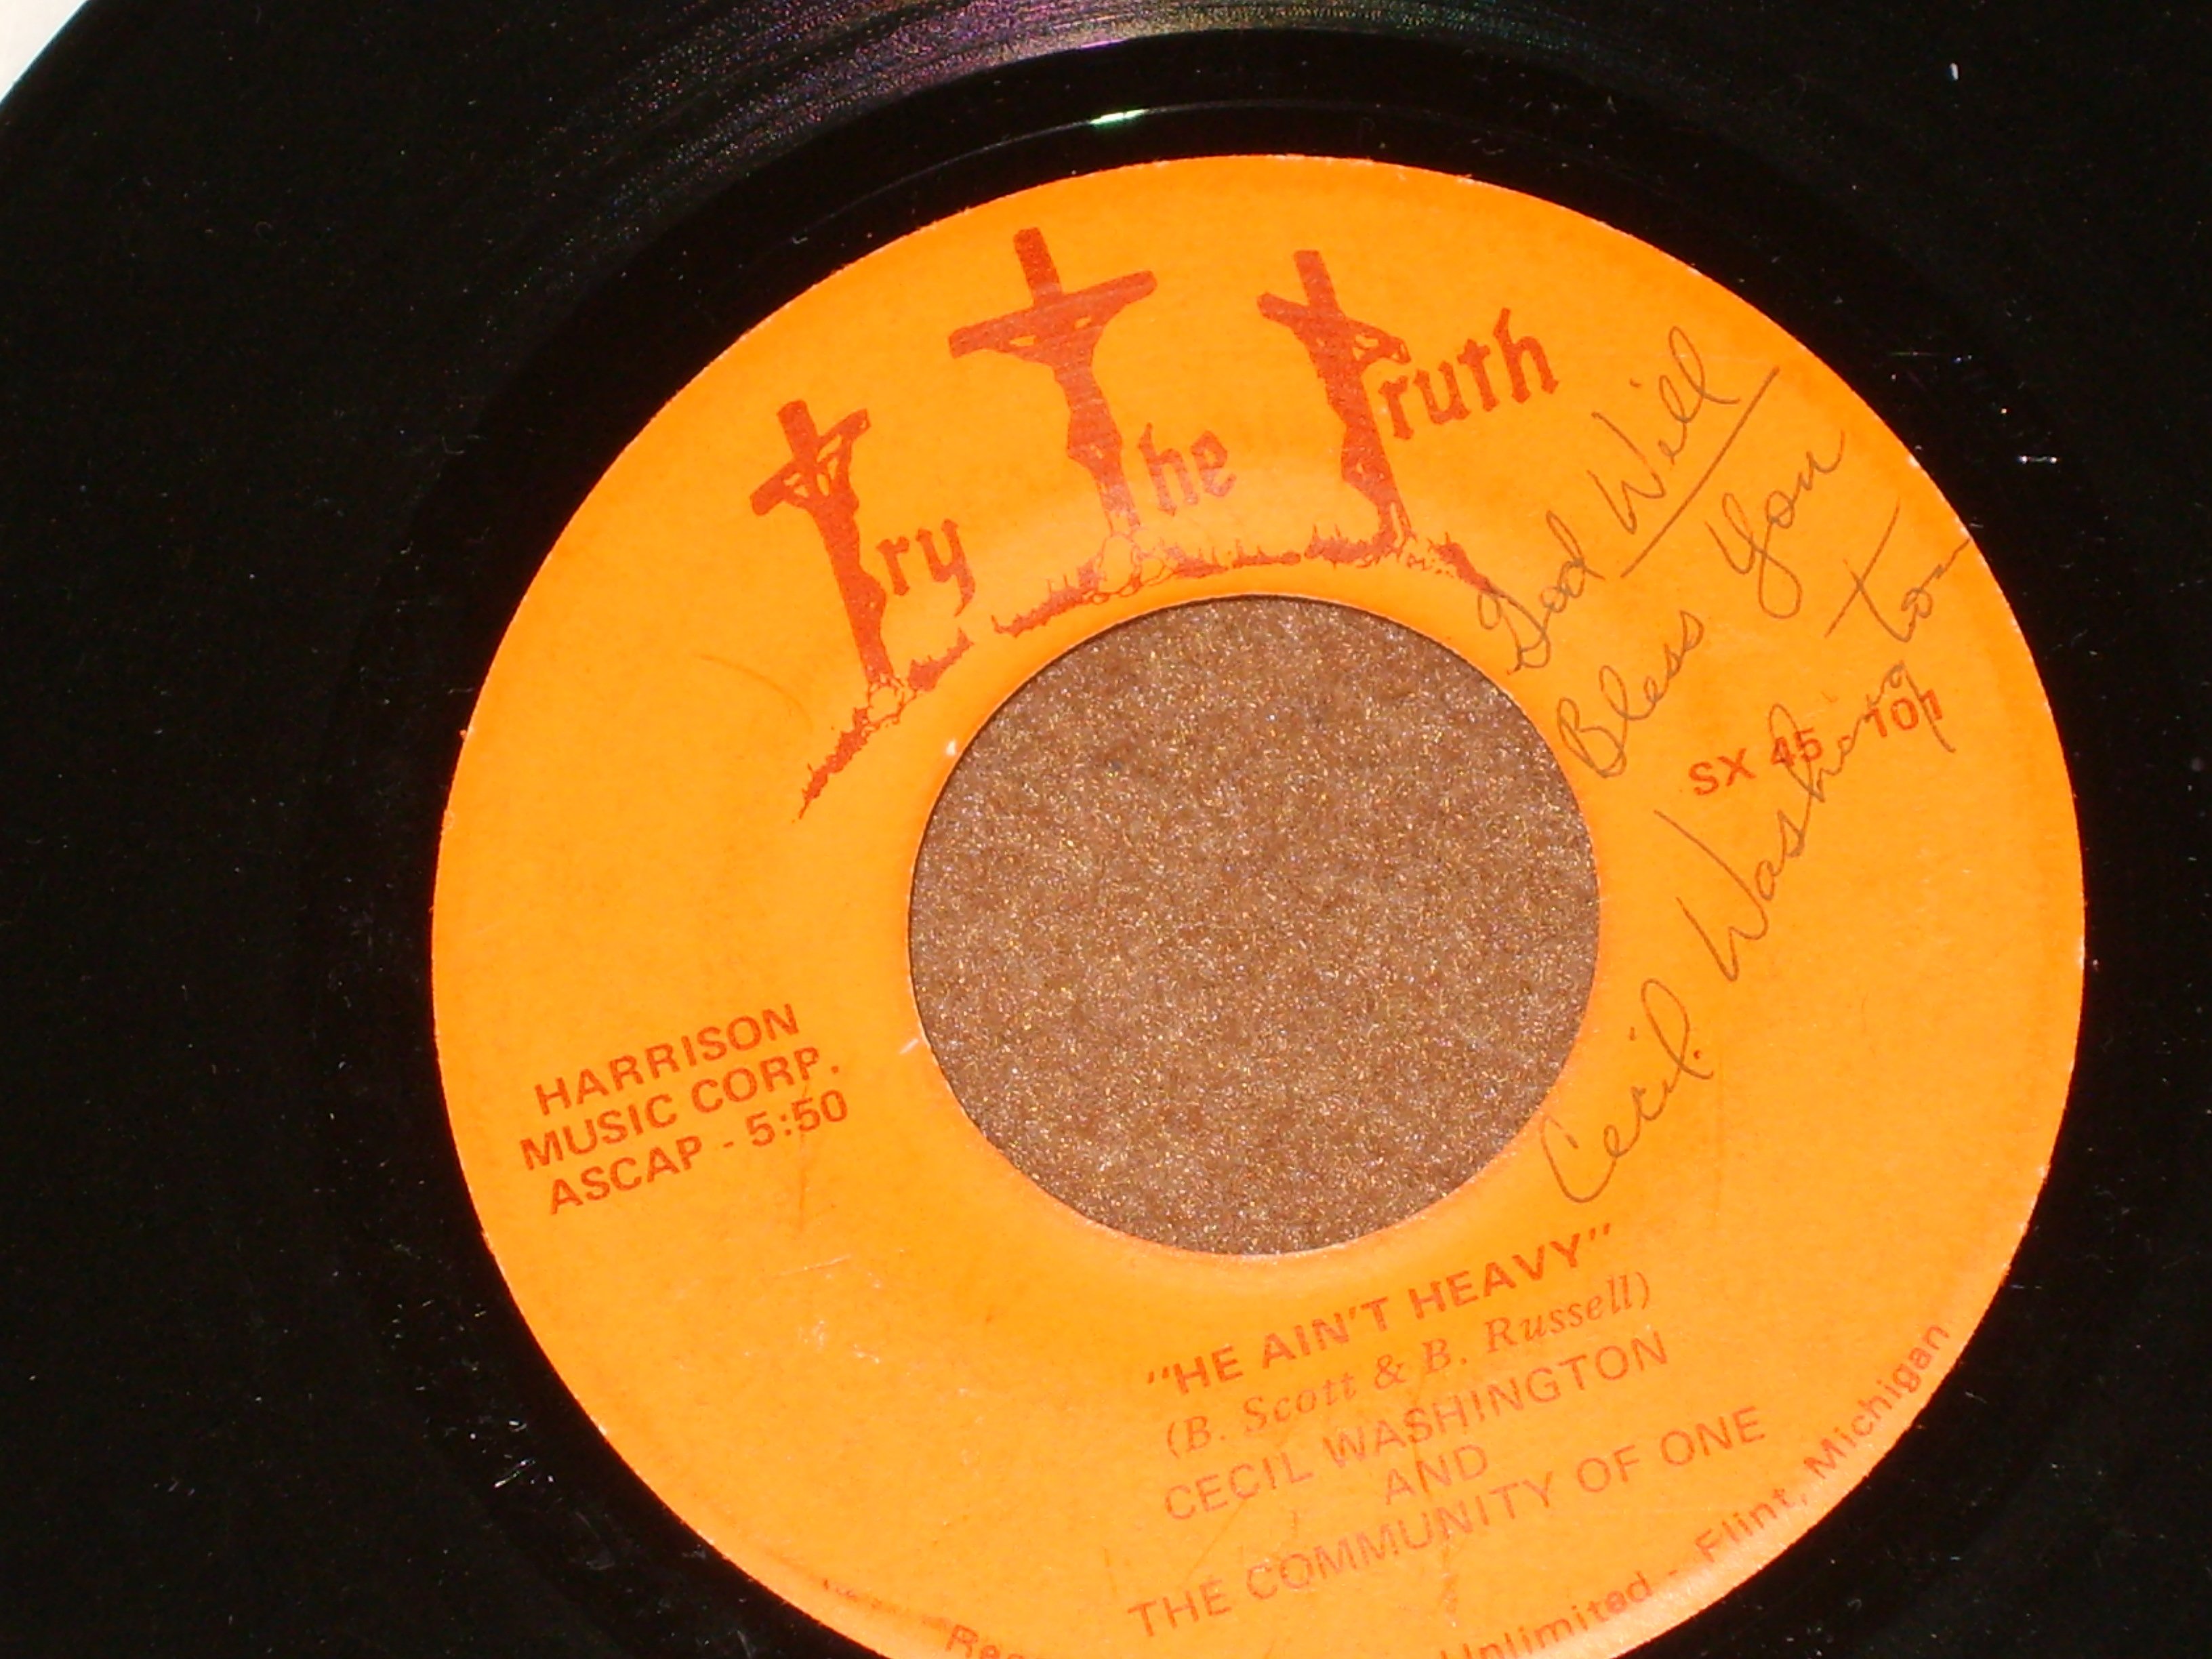 Try The Truth
God Will
Bless You
Cecil Washington
SX 45 - 101
HARRISON
MUSIC CORP.
ASCAP - 5:50
"HE AIN'T HEAVY"
(B. Scott & B. Russell)
CECIL WASHINGTON
AND
THE COMMUNITY OF ONE
Unlimited - Flint, Michigan